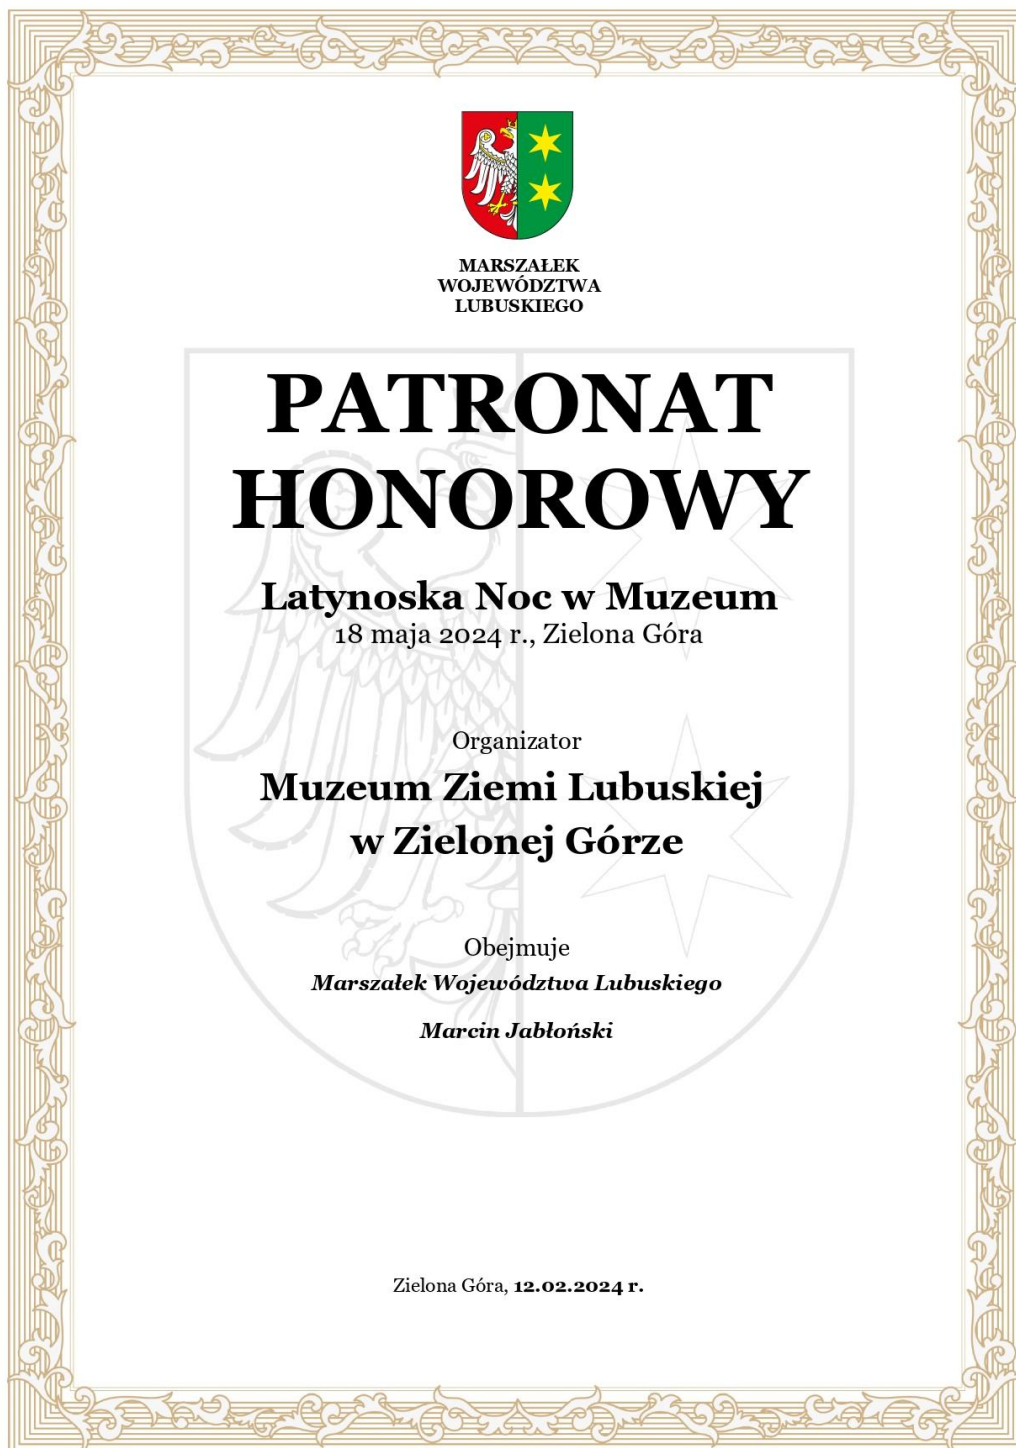 MARSZAŁEK
WOJEWÓDZTWA
LUBUSKIEGO
PATRONAT
HONOROWY
Latynoska Noc w Muzeum
18 maja 2024 r., Zielona Góra
Organizator
Muzeum Ziemi Lubuskiej
w Zielonej Górze
Obejmuje
Marszałek Województwa Lubuskiego
Marcin Jabłoński
Zielona Góra, 12.02.2024 r.